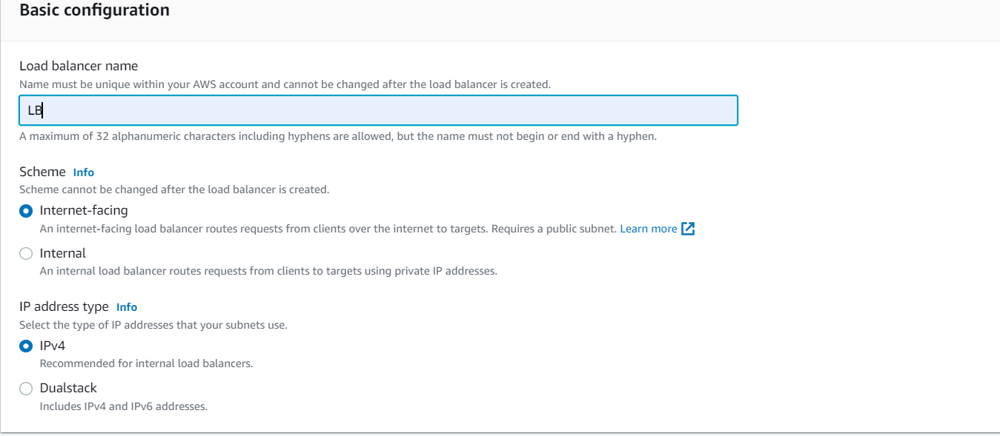 Basic configuration
Load balancer name
Name must be unique within your AWS account and cannot be changed after the load balancer is created.
LB
A maximum of 32 alphanumeric characters including hyphens are allowed, but the name must not begin or end with a hyphen.
Scheme Info
Scheme cannot be changed after the load balancer is created.
Internet-facing
An internet-facing load balancer routes requests from clients over the internet to targets. Requires a public subnet. Learn more
Internal
An internal load balancer routes requests from clients to targets using private IP addresses.
IP address type Info
Select the type of IP addresses that your subnets use.
IPv4
Recommended for internal load balancers.
Dualstack
Includes IPv4 and IPv6 addresses.